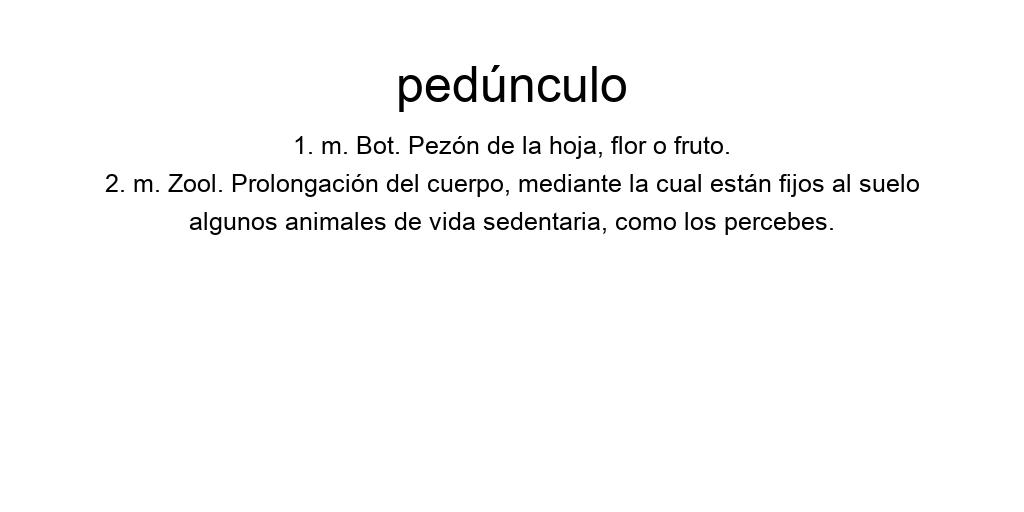 pedúnculo
1. m. Bot. Pezón de la hoja, flor o fruto.
2. m. Zool. Prolongación del cuerpo, mediante la cual están fijos al suelo
algunos animales de vida sedentaria, como los percebes.